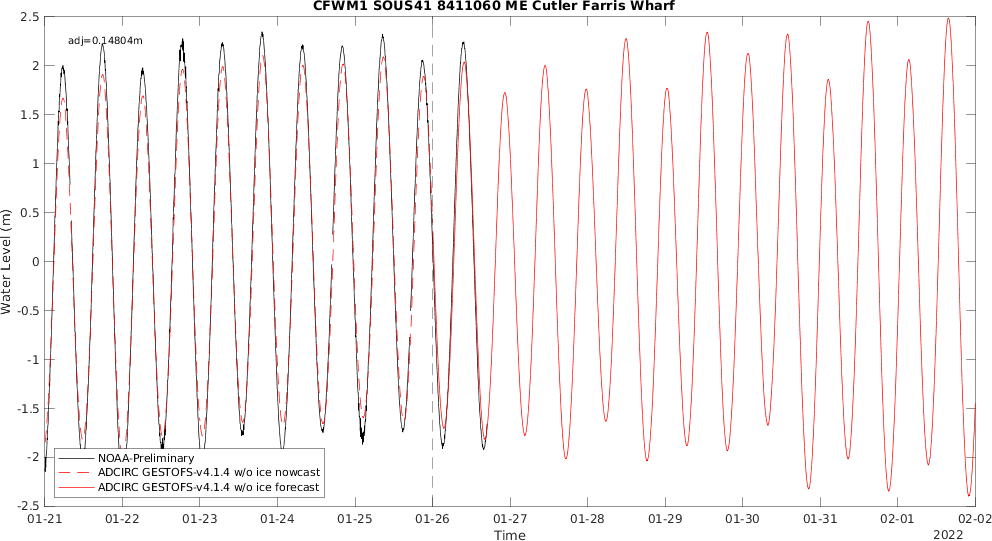 CFWM1 SOUS41 8411060 ME Cutler Farris Wharf
adj=0.14804m
2.5
2
1.5
1
0.5
0
-0.5
-1
-1.5
-2
-2.5
Water Level (m)
NOAA-Preliminary
ADCIRC GESTOFS-v4.1.4 w/o ice nowcast
ADCIRC GESTOFS-v4.1.4 w/o ice forecast
01-21 01-22 01-23 01-24 01-25 01-26 01-27 01-28 01-29 01-30 01-31 02-01 02-02
Time
2022